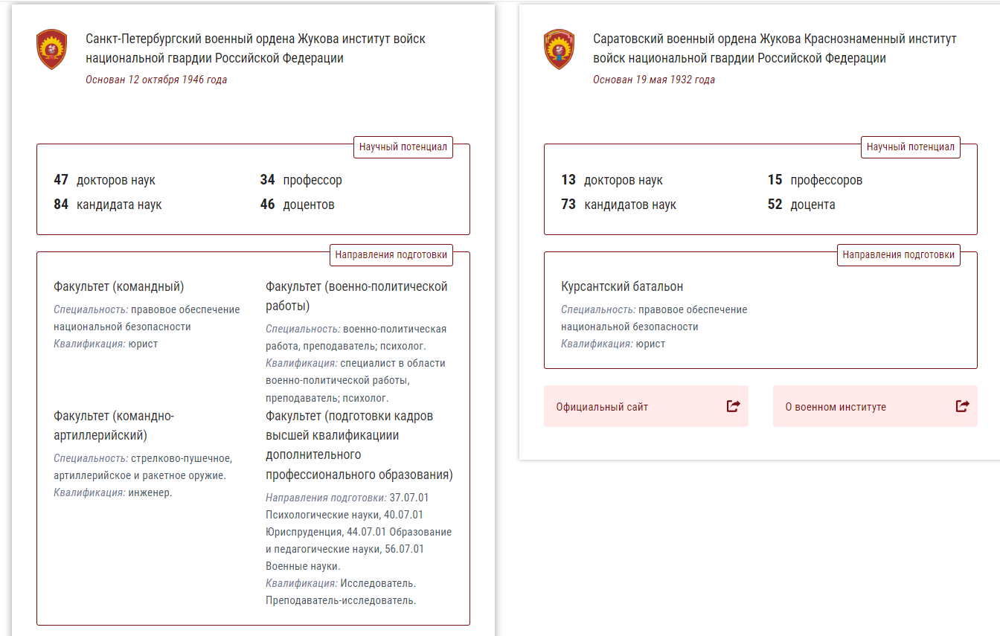 Санкт-Петербургский военный ордена Жукова институт войск
национальной гвардии Российской Федерации
Основан 12 октября 1946 года
Научный потенциал
47 докторов наук
34 профессор
84 кандидата наук
46 доцентов
Направления подготовки
Факультет (командный)
Специальность: правовое обеспечение
национальной безопасности
Квалификация: юрист
Факультет (военно-политической
работы)
Специальность: военно-политическая
работа, преподаватель; психолог.
Квалификация: специалист в области
военно-политической работы,
преподаватель; психолог.
Факультет (командно-
артиллерийский)
Специальность: стрелково-пушечное,
артиллерийское и ракетное оружие.
Квалификация: инженер.
Факультет (подготовки кадров
высшей квалификациии
дополнительного
профессионального образования)
Направления подготовки: 37.07.01
Психологические науки, 40.07.01
Юриспруденция, 44.07.01 Образование
и педагогические науки, 56.07.01
Военные науки.
Квалификация: Исследователь.
Преподаватель-исследователь.
Саратовский военный ордена Жукова Краснознаменный институт
войск национальной гвардии Российской Федерации
Основан 19 мая 1932 года
Научный потенциал
13 докторов наук
15 профессоров
73 кандидатов наук
52 доцента
Направления подготовки
Курсантский батальон
Специальность: правовое обеспечение
национальной безопасности
Квалификация: юрист
Официальный сайт
О военном институте